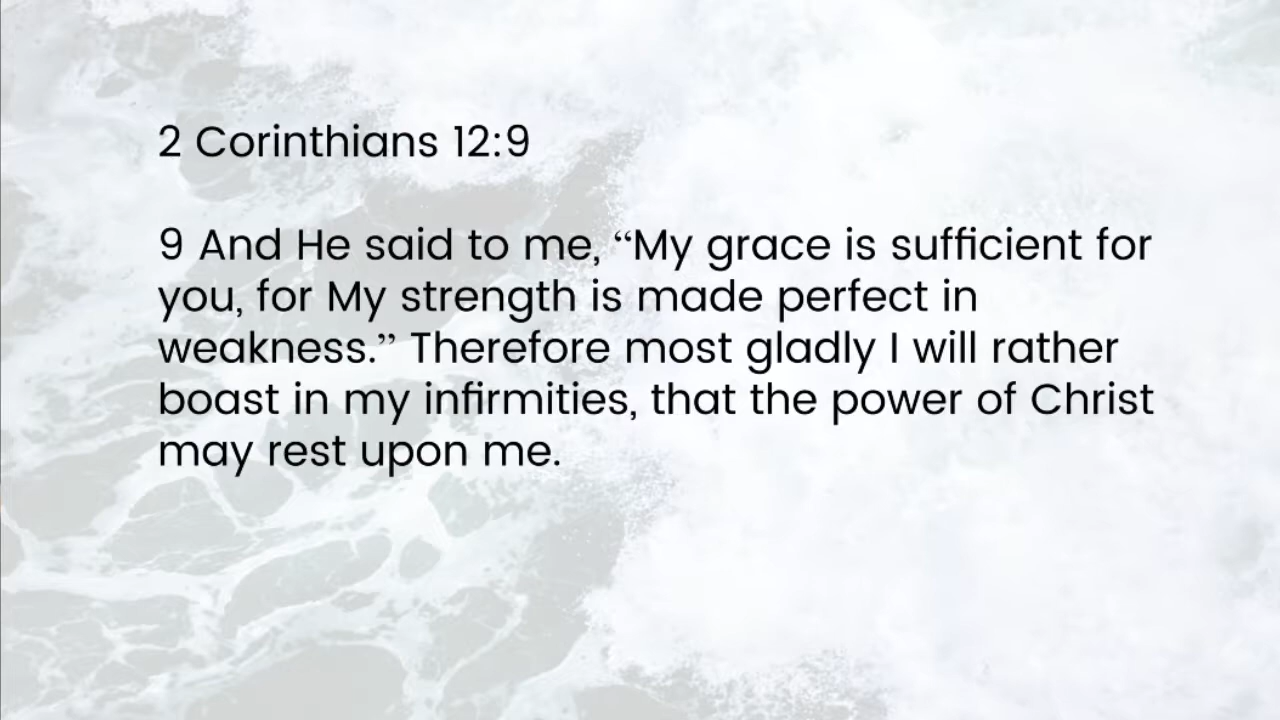 2 Corinthians 12:9
9 And He said to me, “My grace is sufficient for
you, for My strength is made perfect in
weakness.” Therefore most gladly I will rather
boast in my infirmities, that the power of Christ
may rest upon me.